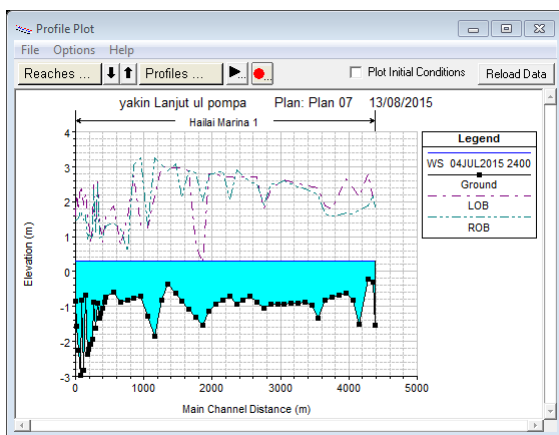 Profile Plot
File Options Help
Reaches ... Profiles ... Plot Initial Conditions Reload Data
yakin Lanjut ul pompa Plan: Plan 07 13/08/2015
Hailai Marina 1
Legend
WS 04JUL2015 2400
Ground
LOB
ROB
Elevation (m)
4
3
2
1
0
-1
-2
-3
0 1000 2000 3000 4000 5000
Main Channel Distance (m)